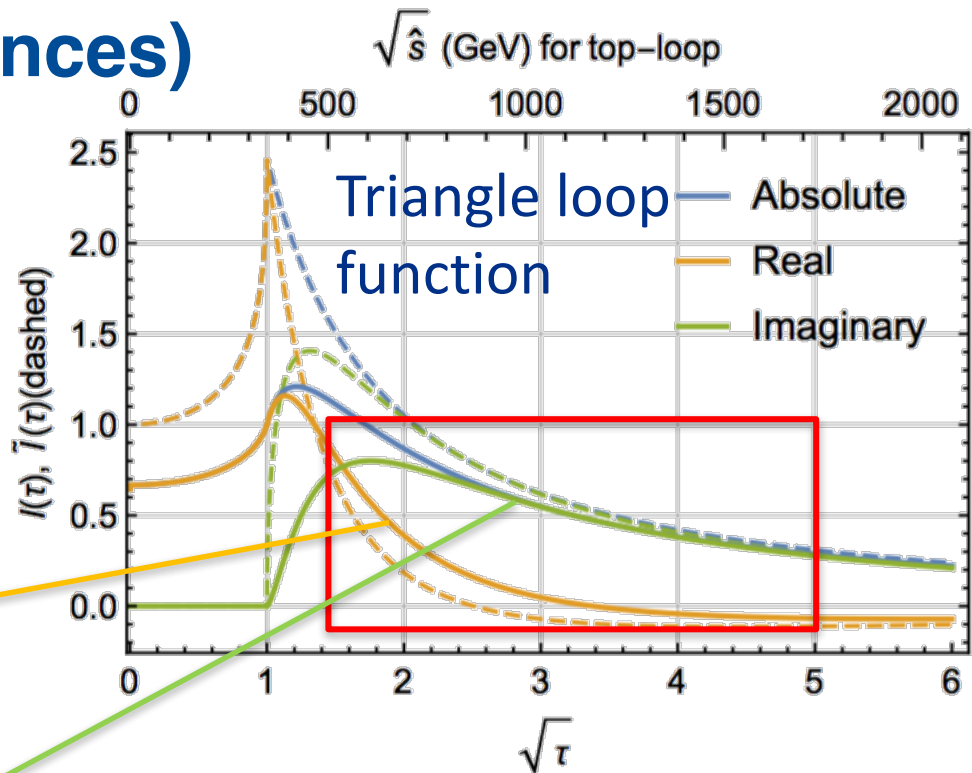 nces)
√ŝ (GeV) for top-loop
0 500 1000 1500 2000
2.5
2.0
1.5
1.0
0.5
0.0
I(τ), Ĩ(τ)(dashed)
Triangle loop
function
Absolute
Real
Imaginary
0 1 2 3 4 5 6
√τ